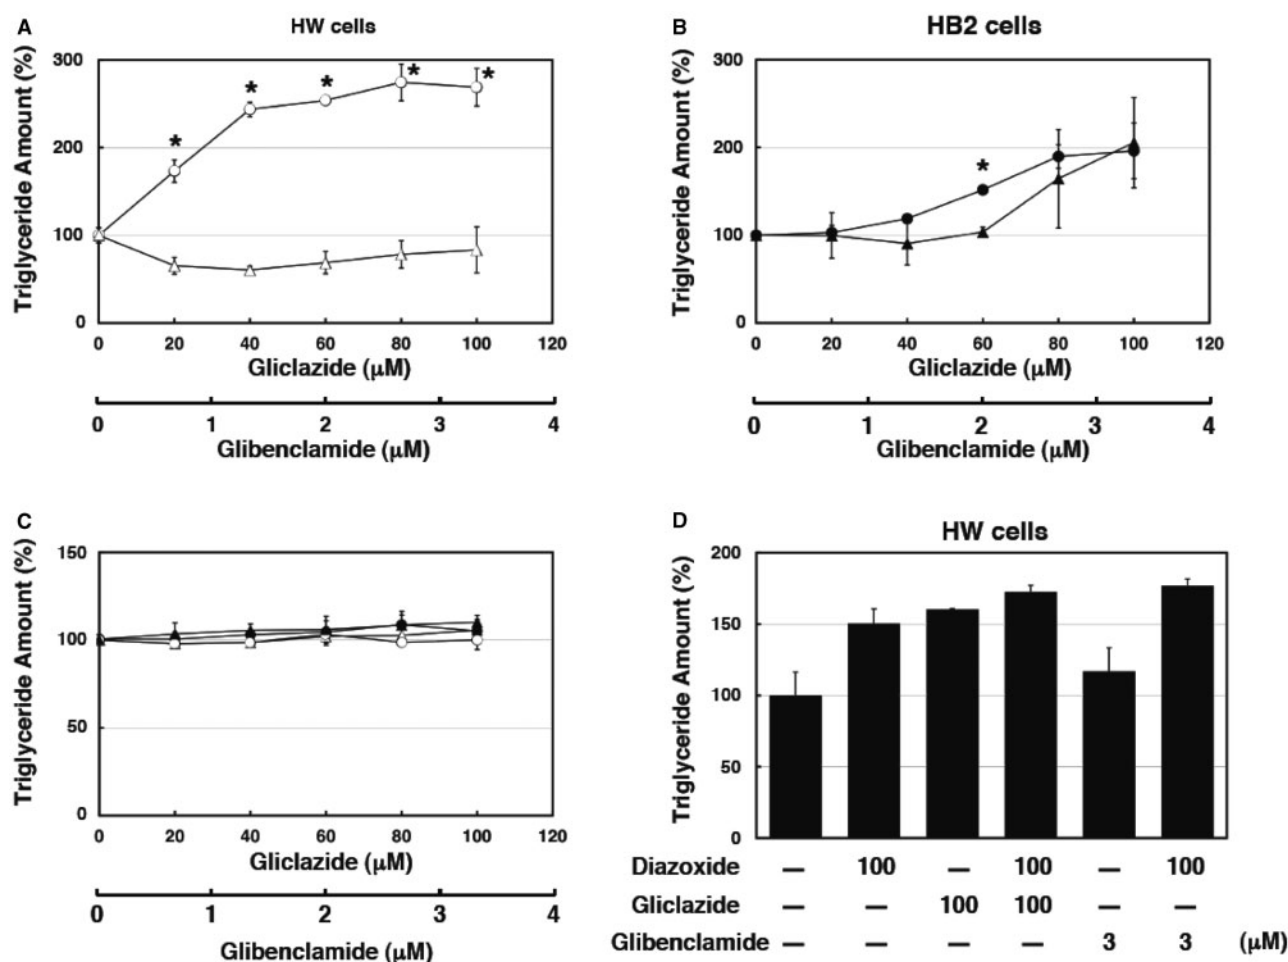 A
HW cells
Triglyceride Amount (%)
300
*
*
*
*
*
200
100
0
0 20 40 60 80 100 120
Gliclazide (µM)
0 1 2 3 4
Glibenclamide (µM)
B
HB2 cells
Triglyceride Amount (%)
300
200
*
100
0
0 20 40 60 80 100 120
Gliclazide (µM)
0 1 2 3 4
Glibenclamide (µM)
C
Triglyceride Amount (%)
150
100
50
0
0 20 40 60 80 100 120
Gliclazide (µM)
0 1 2 3 4
Glibenclamide (µM)
D
HW cells
Triglyceride Amount (%)
200
150
100
50
0
Diazoxide – 100 – 100 – 100
Gliclazide – – 100 100 – –
Glibenclamide – – – – 3 3 (µM)